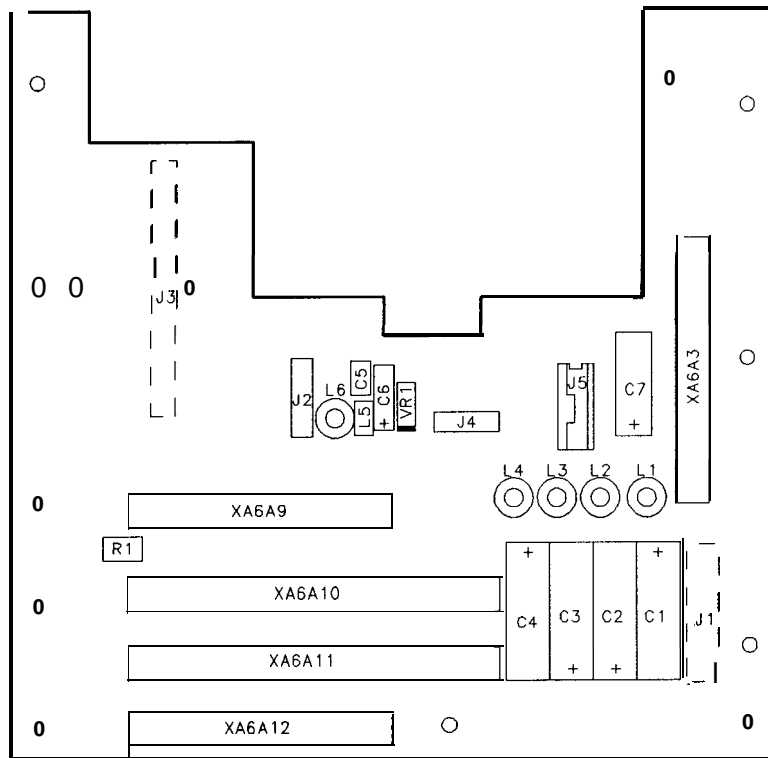 0
0 0
J3
0
XA6A3
J2
L6
C5
L5
C6
+
VR1
J4
J5
C7
+
L4
L3
L2
L1
0
XA6A9
R1
XA6A10
0
XA6A11
+
C4
C3
+
C2
+
+
C1
J1
0
XA6A12
0